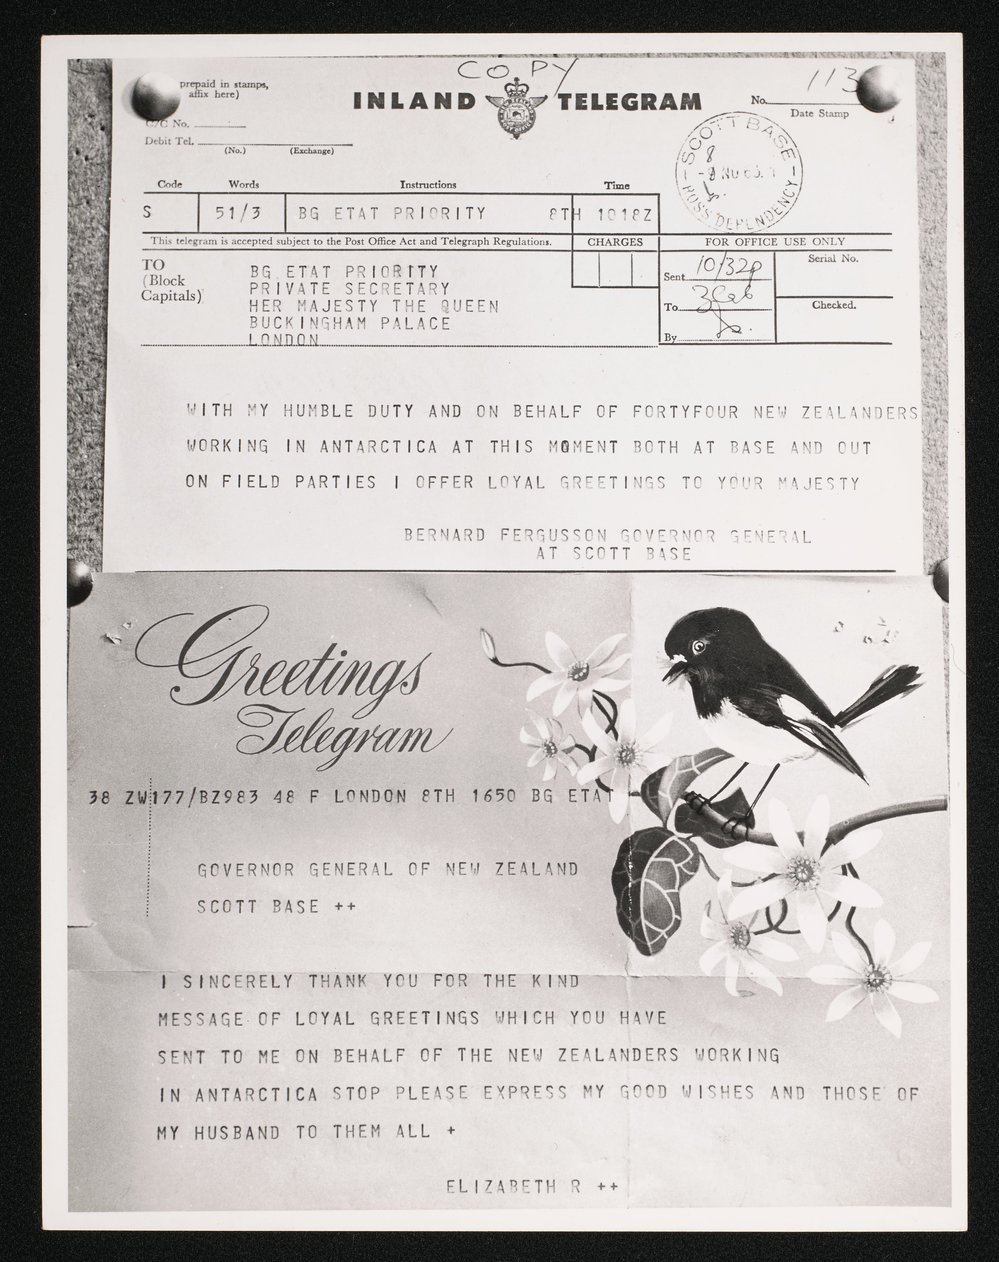 COPY
prepaid in stamps,
affix here)
INLAND TELEGRAM
No. 113
Date Stamp
C/C No.
Debit Tel.
(No.) (Exchange)
SCOTT BASE
ROSS DEPENDENCY
Code Words Instructions Time
S 51/3 BG ETAT PRIORITY 8TH 1018Z
This telegram is accepted subject to the Post Office Act and Telegraph Regulations. CHARGES FOR OFFICE USE ONLY
TO
(Block
Capitals)
BG ETAT PRIORITY
PRIVATE SECRETARY
HER MAJESTY THE QUEEN
BUCKINGHAM PALACE
LONDON
Sent
Serial No.
To
Checked.
By
WITH MY HUMBLE DUTY AND ON BEHALF OF FORTYFOUR NEW ZEALANDERS
WORKING IN ANTARCTICA AT THIS MOMENT BOTH AT BASE AND OUT
ON FIELD PARTIES I OFFER LOYAL GREETINGS TO YOUR MAJESTY
BERNARD FERGUSSON GOVERNOR GENERAL
AT SCOTT BASE
Greetings
Telegram
38 ZW177/BZ983 48 F LONDON 8TH 1650 BG ETAT
GOVERNOR GENERAL OF NEW ZEALAND
SCOTT BASE ++
I SINCERELY THANK YOU FOR THE KIND
MESSAGE OF LOYAL GREETINGS WHICH YOU HAVE
SENT TO ME ON BEHALF OF THE NEW ZEALANDERS WORKING
IN ANTARCTICA STOP PLEASE EXPRESS MY GOOD WISHES AND THOSE OF
MY HUSBAND TO THEM ALL +
ELIZABETH R ++